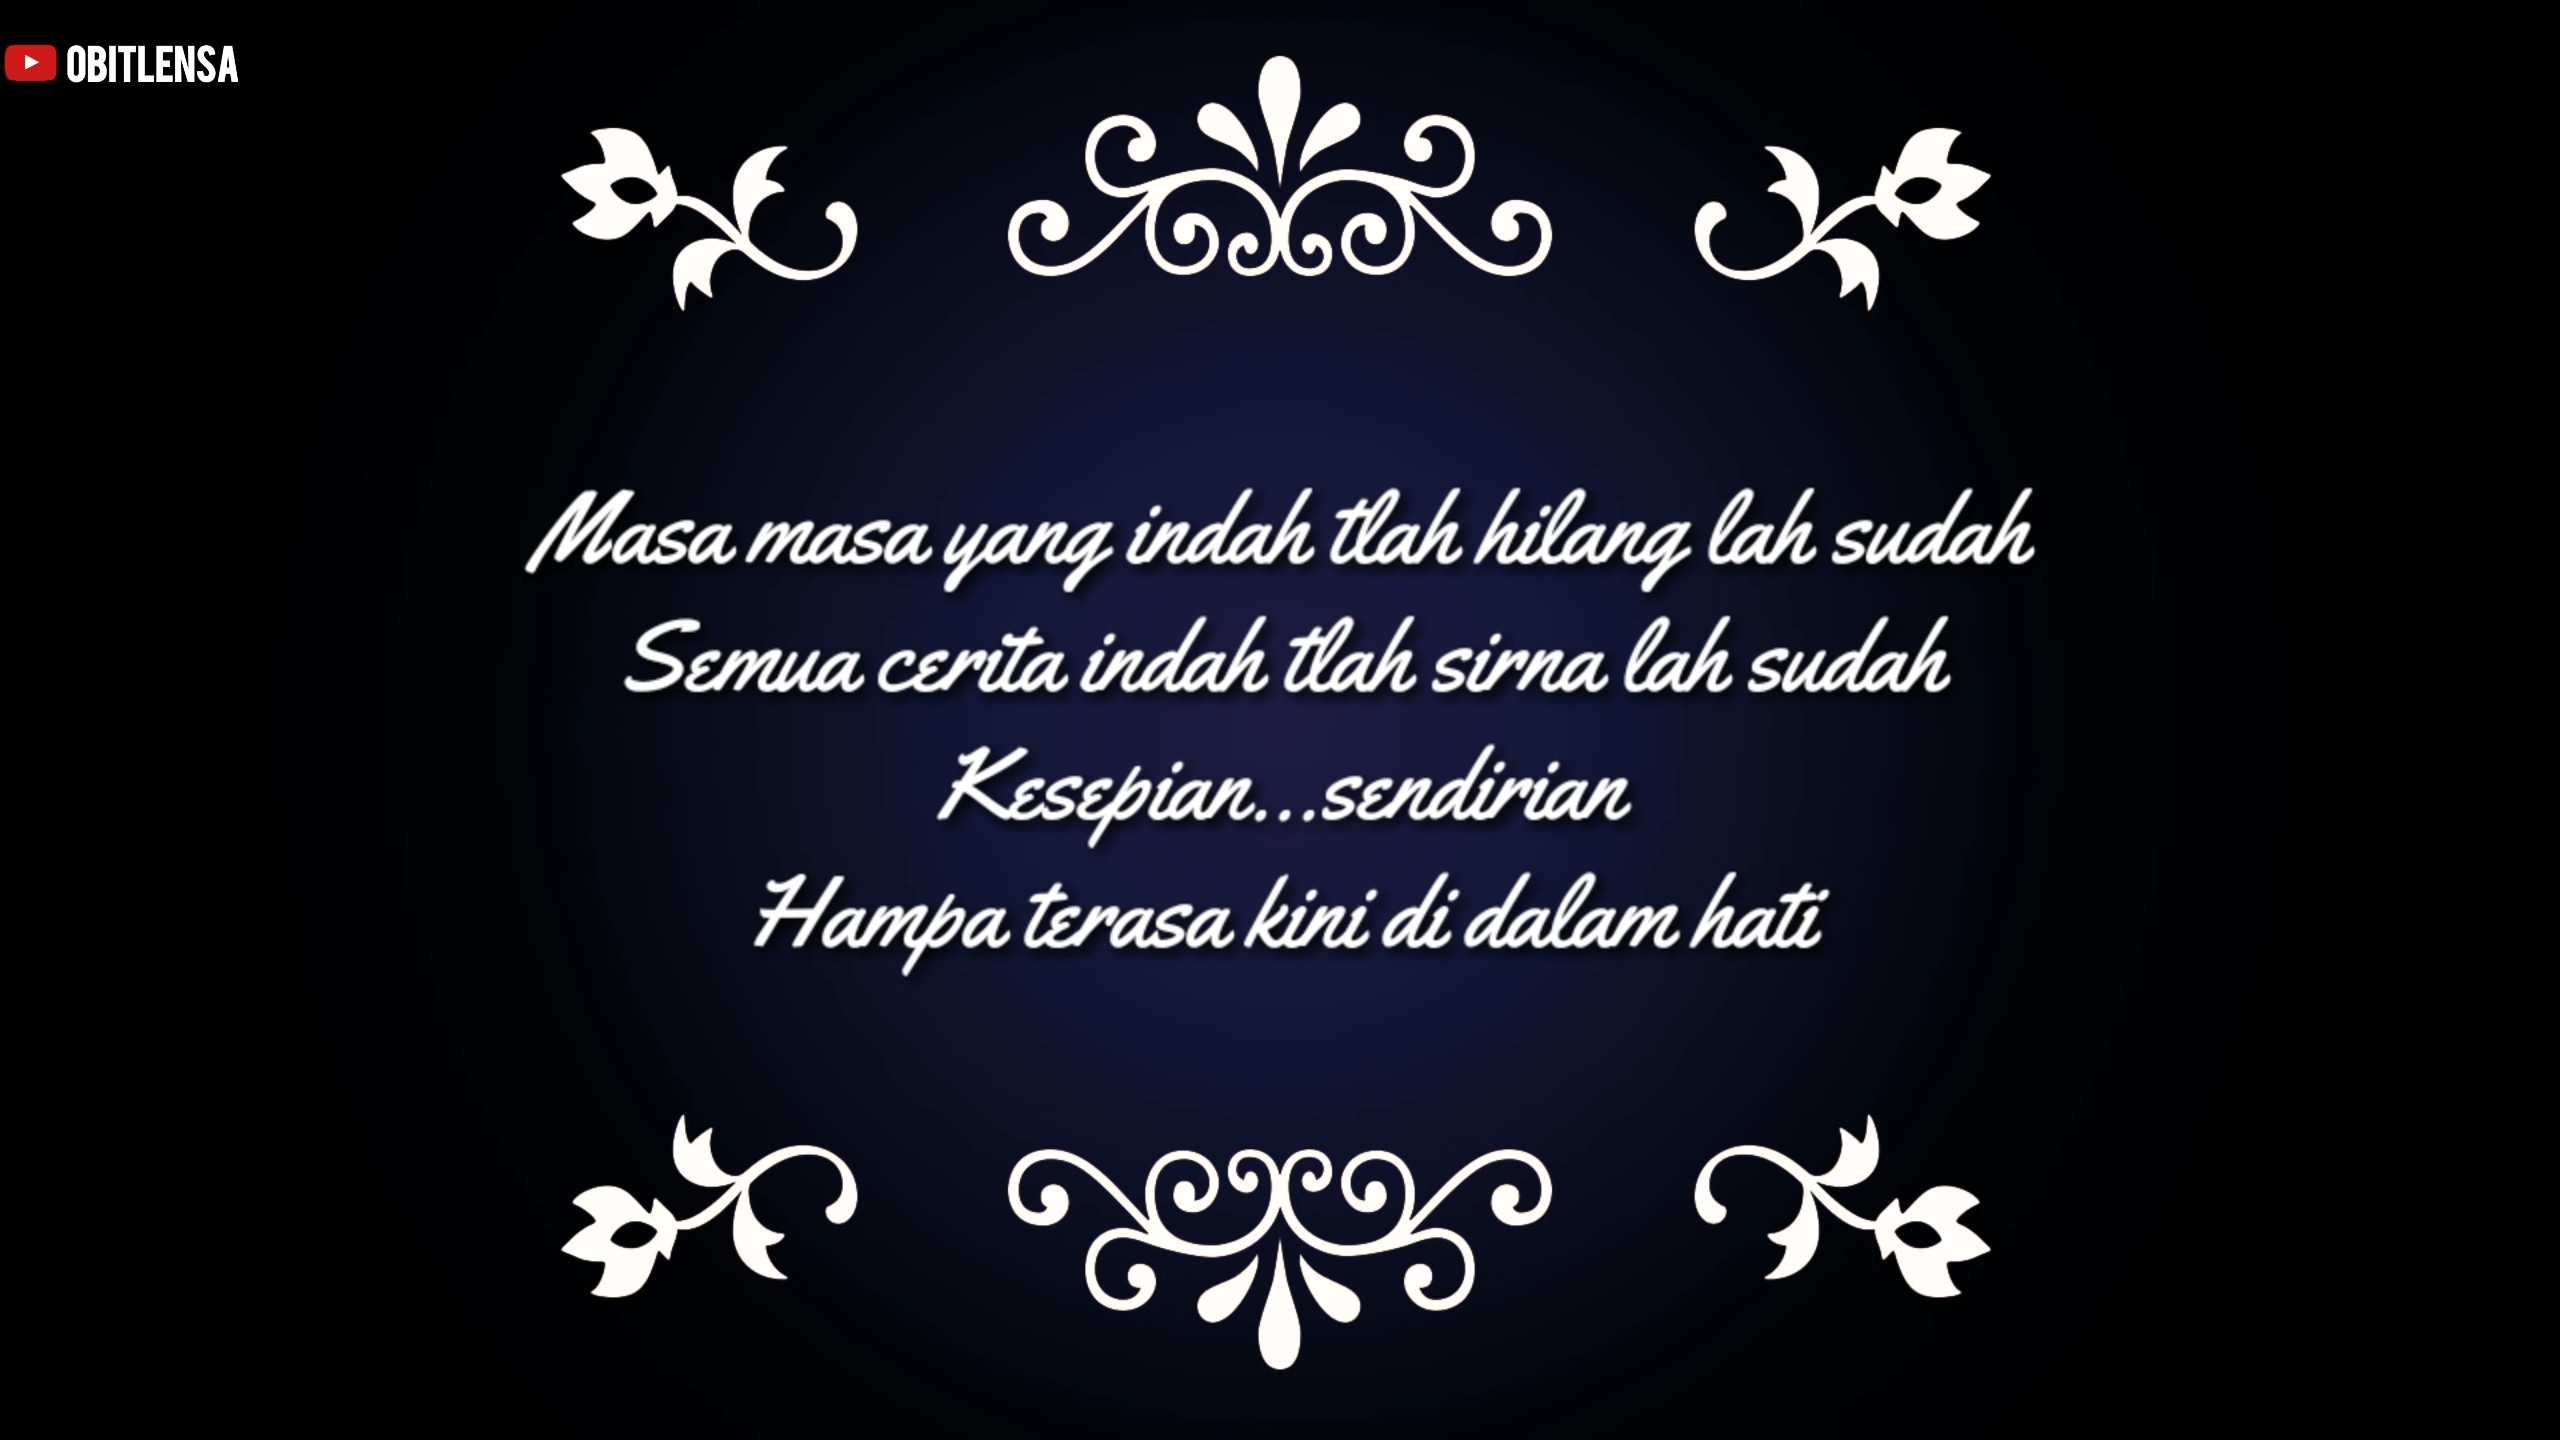 OBITLENSA
Masa masa yang indah tlah hilang lah sudah
Semua cerita indah tlah sirna lah sudah
Kesepian...sendirian
Hampa terasa kini di dalam hati